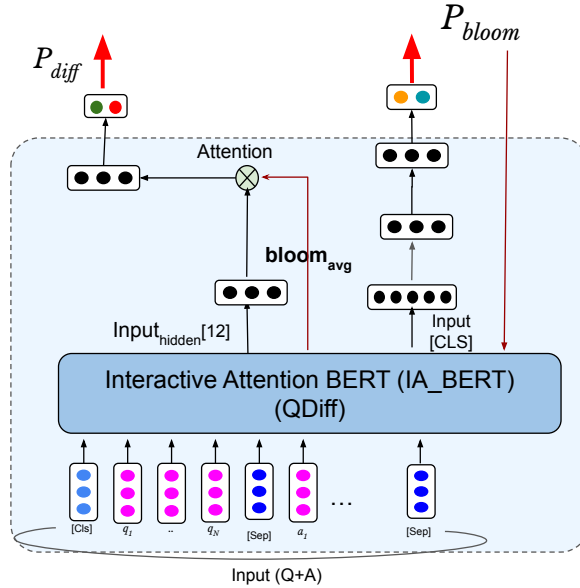 P_diff
P_bloom
Attention
bloom_avg
Input_hidden[12]
Input
[CLS]
Interactive Attention BERT (IA_BERT)
(QDiff)
[Cls]
q_1
..
q_N
[Sep]
a_1
...
[Sep]
Input (Q+A)